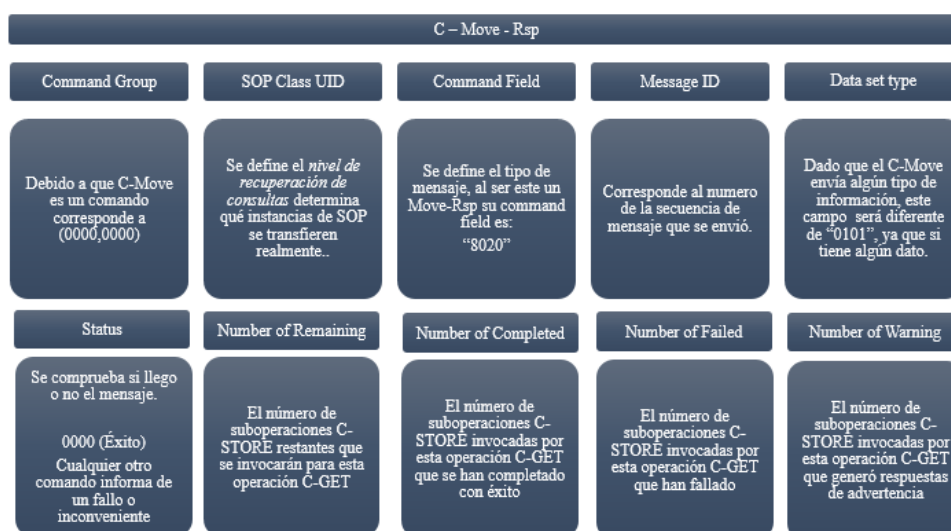 C – Move - Rsp
Command Group
SOP Class UID
Command Field
Message ID
Data set type
Debido a que C-Move
es un comando
corresponde a
(0000,0000)
Se define el nivel de
recuperación de
consultas determina
qué instancias de SOP
se transfieren
realmente..
Se define el tipo de
mensaje, al ser este un
Move-Rsp su command
field es:
“8020”
Corresponde al numero
de la secuencia de
mensaje que se envió.
Dado que el C-Move
envía algún tipo de
información, este
campo será diferente
de “0101”, ya que si
tiene algún dato.
Status
Number of Remaining
Number of Completed
Number of Failed
Number of Warning
Se comprueba si llego
o no el mensaje.
0000 (Éxito)
Cualquier otro
comando informa de
un fallo o
inconveniente
El número de
suboperaciones C-
STORE restantes que
se invocarán para esta
operación C-GET
El número de
suboperaciones C-
STORE invocadas por
esta operación C-GET
que se han completado
con éxito
El número de
suboperaciones C-
STORE invocadas por
esta operación C-GET
que han fallado
El número de
suboperaciones C-
STORE invocadas por
esta operación C-GET
que generó respuestas
de advertencia